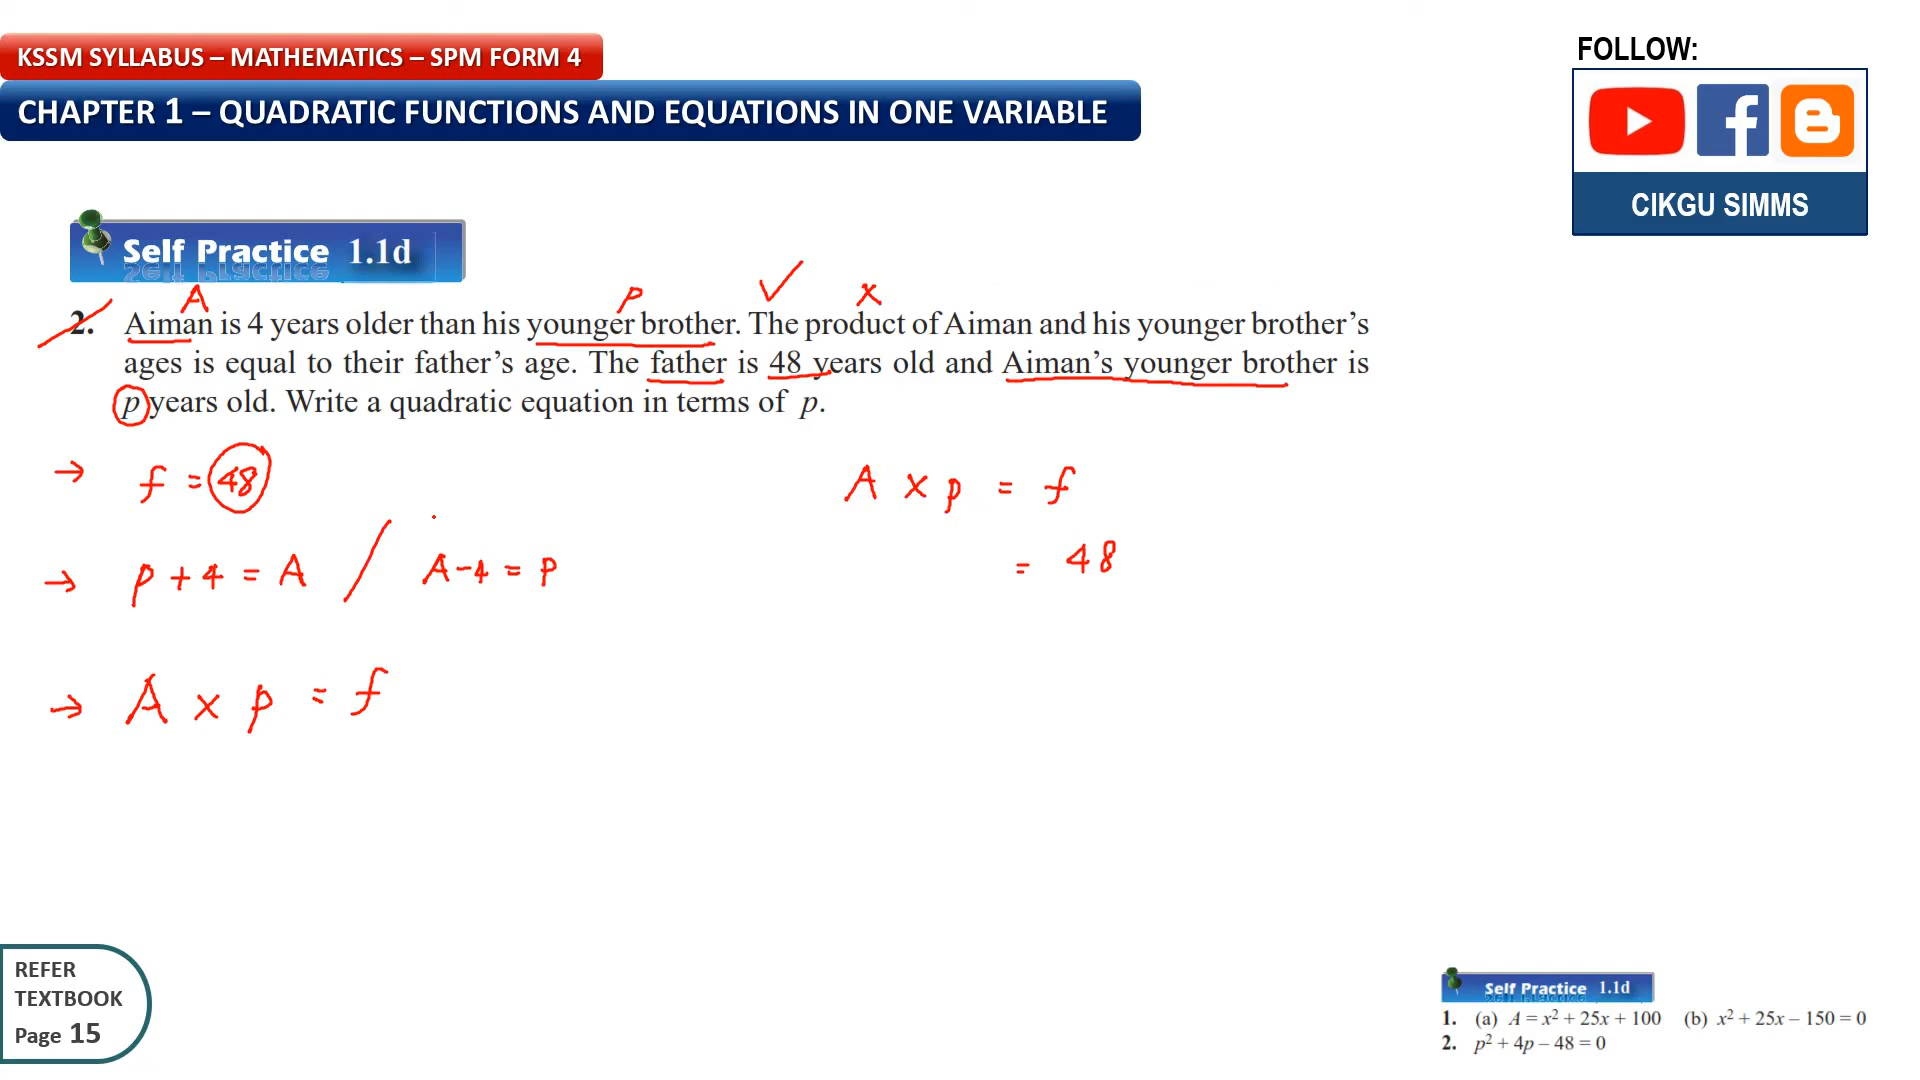 KSSM SYLLABUS – MATHEMATICS – SPM FORM 4
CHAPTER 1 – QUADRATIC FUNCTIONS AND EQUATIONS IN ONE VARIABLE
FOLLOW:
CIKGU SIMMS
Self Practice 1.1d
A P ✓ x
2. Aiman is 4 years older than his younger brother. The product of Aiman and his younger brother’s
ages is equal to their father’s age. The father is 48 years old and Aiman’s younger brother is
p years old. Write a quadratic equation in terms of p.
→ f = 48
A × p = f
= 48
→ p + 4 = A / A - 4 = P
→ A × p = f
REFER
TEXTBOOK
Page 15
Self Practice 1.1d
1. (a) A = x² + 25x + 100 (b) x² + 25x – 150 = 0
2. p² + 4p – 48 = 0